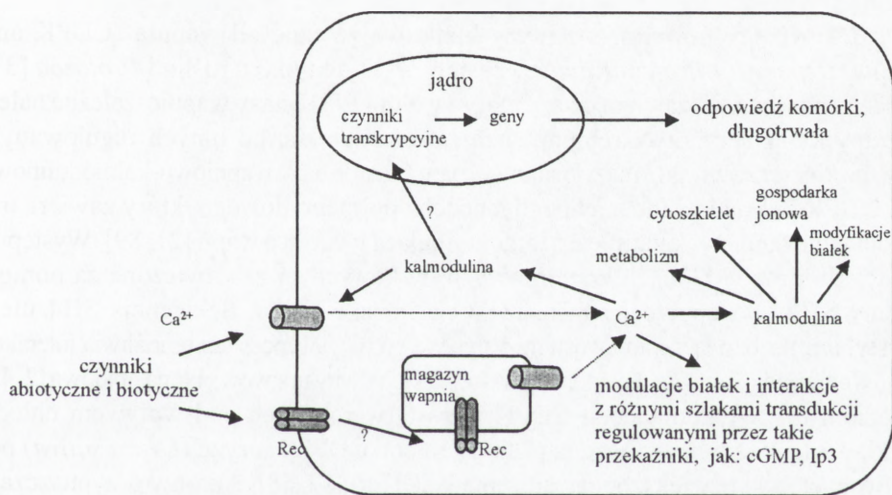 jądro
czynniki
transkrypcyjne
geny
odpowiedź komórki,
długotrwała
?
gospodarka
jonowa
cytoszkielet
modyfikacje
białek
metabolizm
kalmodulina
Ca²⁺
Ca²⁺
kalmodulina
czynniki
abiotyczne i biotyczne
magazyn
wapnia
modulacje białek i interakcje
z różnymi szlakami transdukcji
regulowanymi przez takie
przekaźniki, jak: cGMP, Ip3
?
Rec
Rec